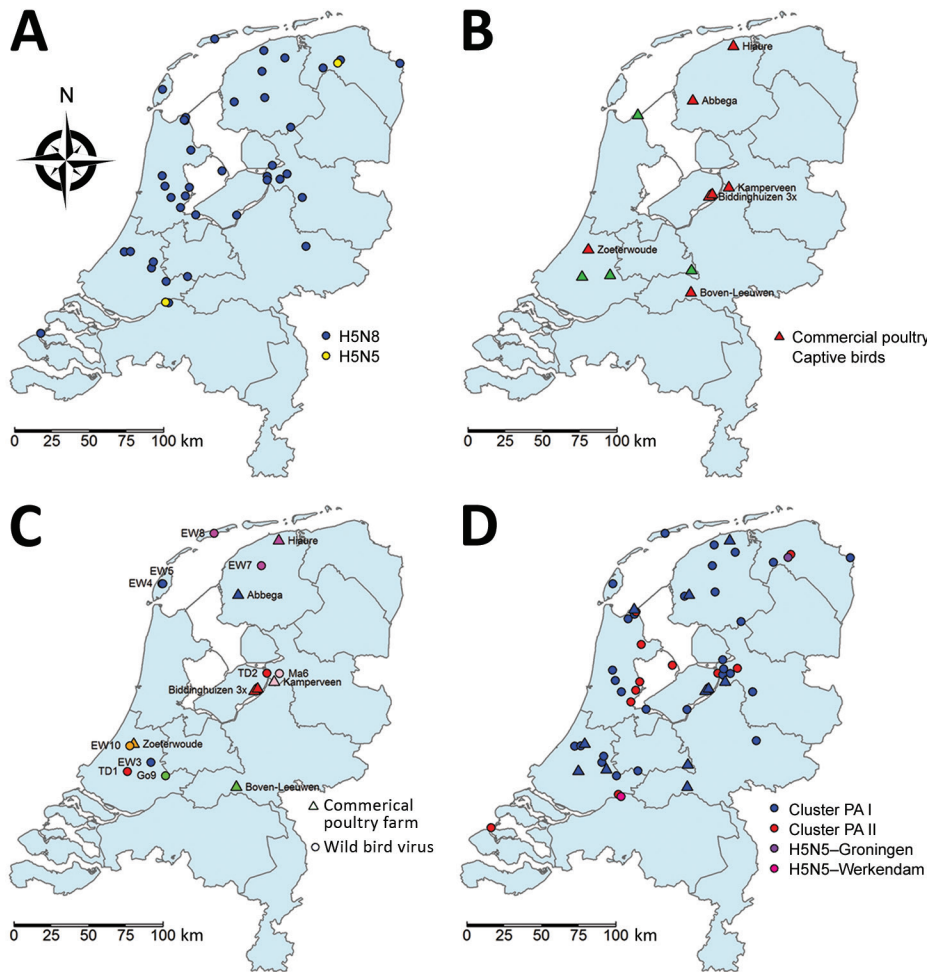 A
N
H5N8
H5N5
0 25 50 75 100 km
B
Hiaure
Abbega
Kamperveen
Biddinghuizen 3x
Zoeterwoude
Boven-Leeuwen
Commercial poultry
Captive birds
0 25 50 75 100 km
C
EW8
Hiaure
EW5
EW7
EW4
Abbega
TD2
Ma6
Kamperveen
Biddinghuizen 3x
Zoeterwoude
EW10
EW3
TD1
Go9
Boven-Leeuwen
Commerical
poultry farm
Wild bird virus
0 25 50 75 100 km
D
Cluster PA I
Cluster PA II
H5N5–Groningen
H5N5–Werkendam
0 25 50 75 100 km